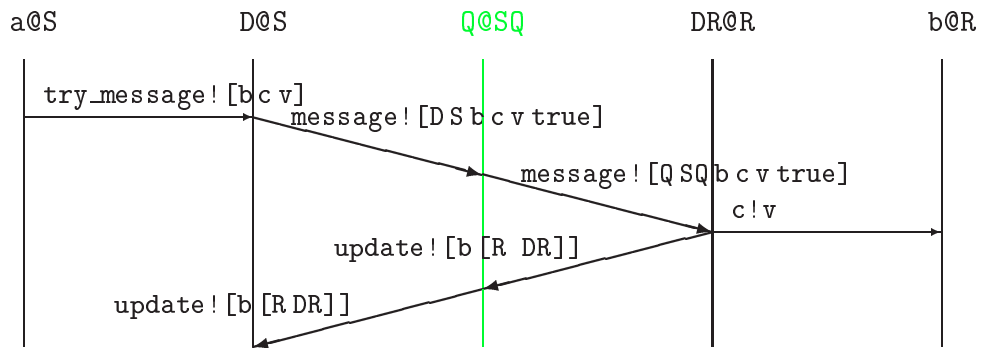 a@S D@S Q@SQ DR@R b@R
try_message![b c v]
message![D S b c v true]
message![Q SQ b c v true]
c!v
update![b [R DR]]
update![b [R DR]]